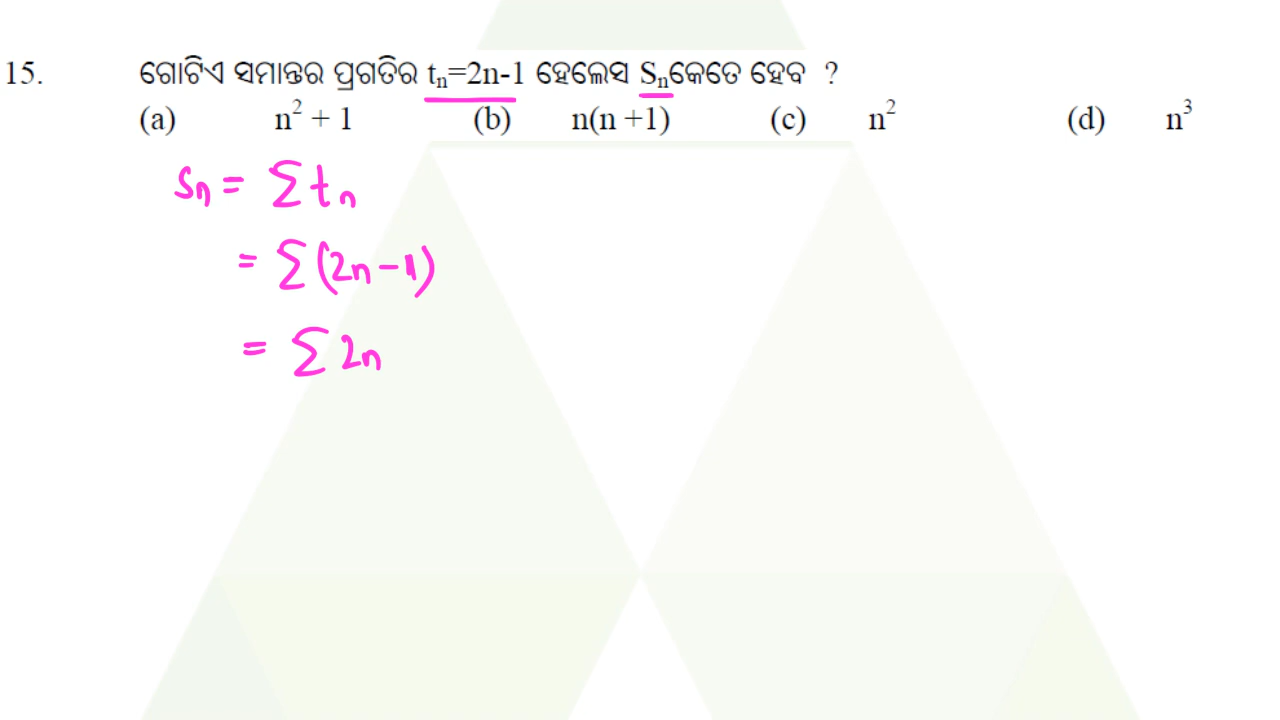 15. ଗୋଟିଏ ସମାନ୍ତର ପ୍ରଗତିର tₙ=2n-1 ହେଲେସ Sₙକେତେ ହେବ ?
(a) n² + 1 (b) n(n +1) (c) n² (d) n³
Sₙ = Σ tₙ
= Σ (2n - 1)
= Σ 2n